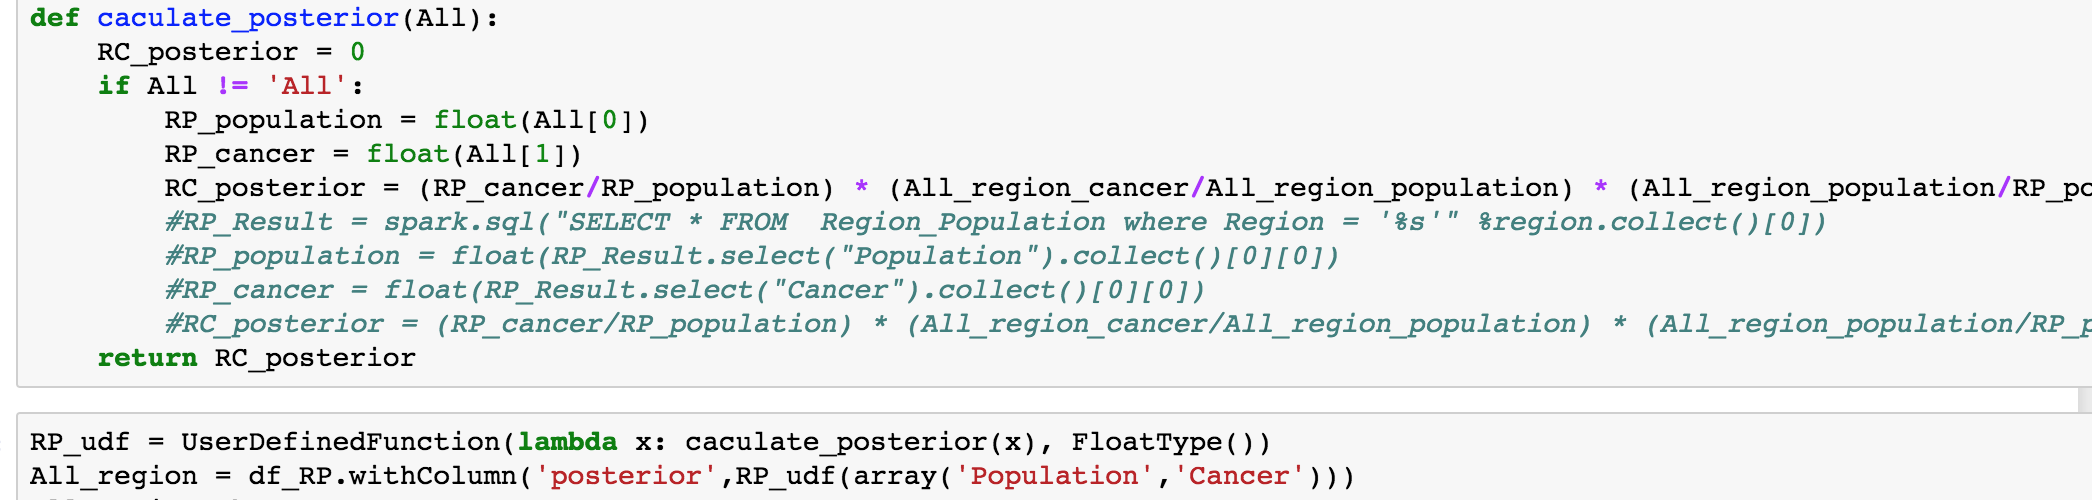 def caculate_posterior(All):
    RC_posterior = 0
    if All != 'All':
        RP_population = float(All[0])
        RP_cancer = float(All[1])
        RC_posterior = (RP_cancer/RP_population) * (All_region_cancer/All_region_population) * (All_region_population/RP_po
        #RP_Result = spark.sql("SELECT * FROM  Region_Population where Region = '%s'" %region.collect()[0])
        #RP_population = float(RP_Result.select("Population").collect()[0][0])
        #RP_cancer = float(RP_Result.select("Cancer").collect()[0][0])
        #RC_posterior = (RP_cancer/RP_population) * (All_region_cancer/All_region_population) * (All_region_population/RP_p
    return RC_posterior
RP_udf = UserDefinedFunction(lambda x: caculate_posterior(x), FloatType())
All_region = df_RP.withColumn('posterior',RP_udf(array('Population','Cancer')))